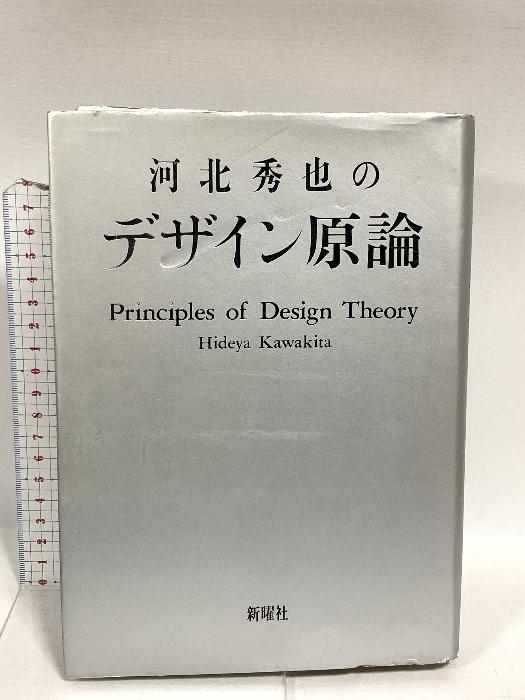 河北秀也の
デザイン原論
Principles of Design Theory
Hideya Kawakita
新曜社